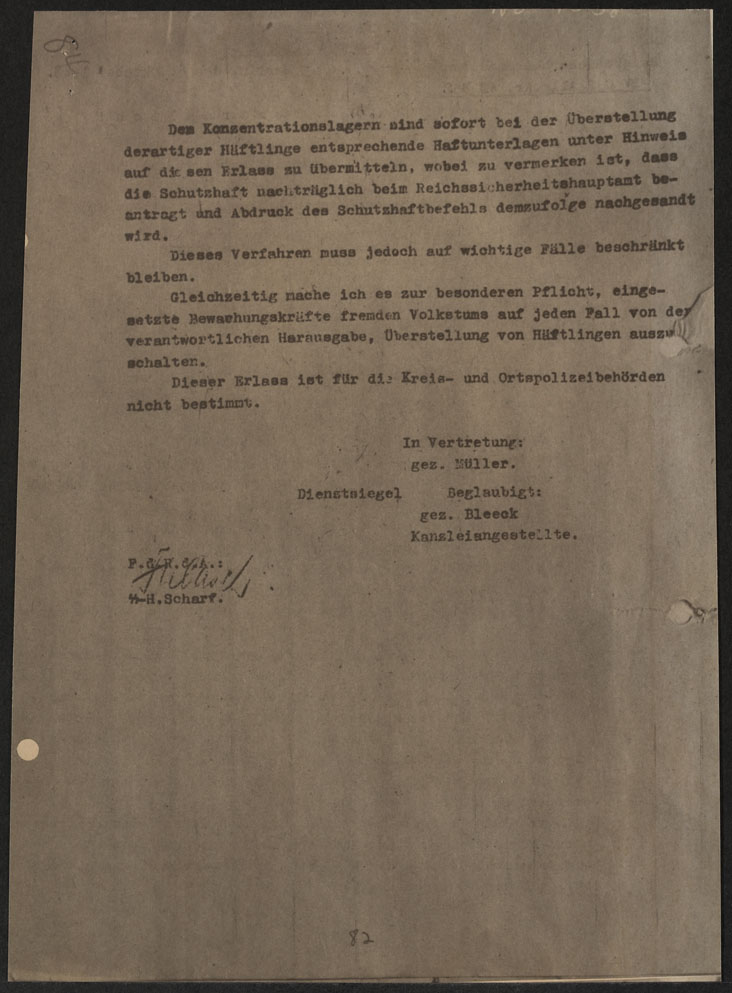 84
Den Konzentrationslagern sind sofort bei der Überstellung
derartiger Häftlinge entsprechende Haftunterlagen unter Hinweis
auf diesen Erlass zu übermitteln, wobei zu vermerken ist, dass
die Schutzhaft nachträglich beim Reichssicherheitshauptamt be-
antragt und Abdruck des Schutzhaftbefehls demzufolge nachgesandt
wird.
Dieses Verfahren muss jedoch auf wichtige Fälle beschränkt
bleiben.
Gleichzeitig mache ich es zur besonderen Pflicht, einge-
setzte Bewachungskräfte fremden Volkstums auf jeden Fall von der
verantwortlichen Herausgabe, Überstellung von Häftlingen auszu
schalten.
Dieser Erlass ist für die Kreis- und Ortspolizeibehörden
nicht bestimmt.
In Vertretung:
gez. Müller.
Dienstsiegel Beglaubigt:
gez. Bleeck
Kanzleiangestellte.
F.d.R.d.A.:
ᛋᛋ-H.Scharf.
82